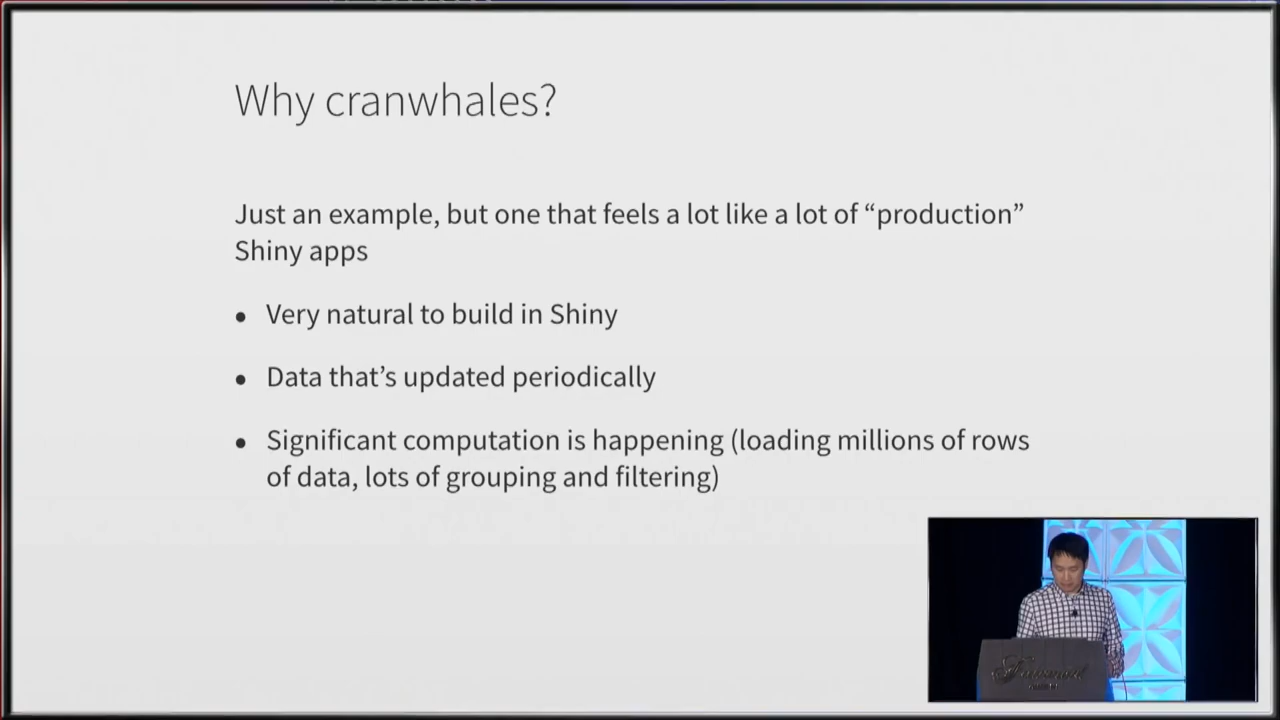 Why cranwhales?
Just an example, but one that feels a lot like a lot of “production”
Shiny apps
• Very natural to build in Shiny
• Data that’s updated periodically
• Significant computation is happening (loading millions of rows
of data, lots of grouping and filtering)
Fairmont